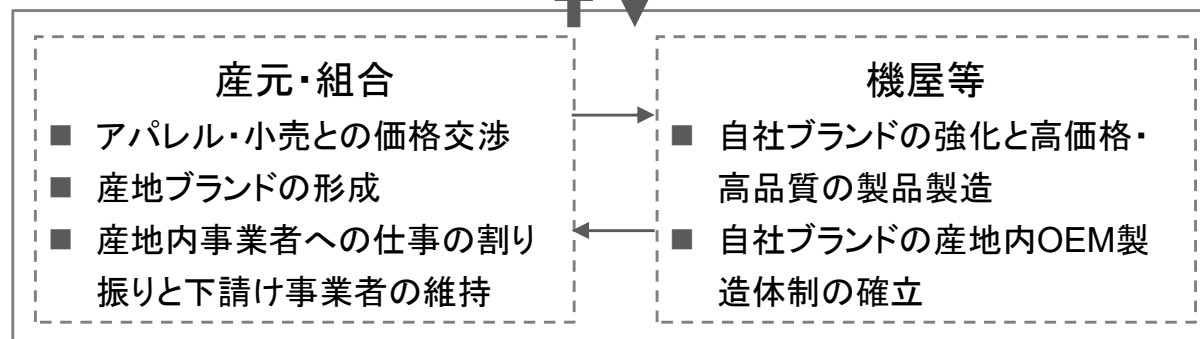 産元・組合
■ アパレル・小売との価格交渉
■ 産地ブランドの形成
■ 産地内事業者への仕事の割り
振りと下請け事業者の維持
機屋等
■ 自社ブランドの強化と高価格・
高品質の製品製造
■ 自社ブランドの産地内OEM製
造体制の確立